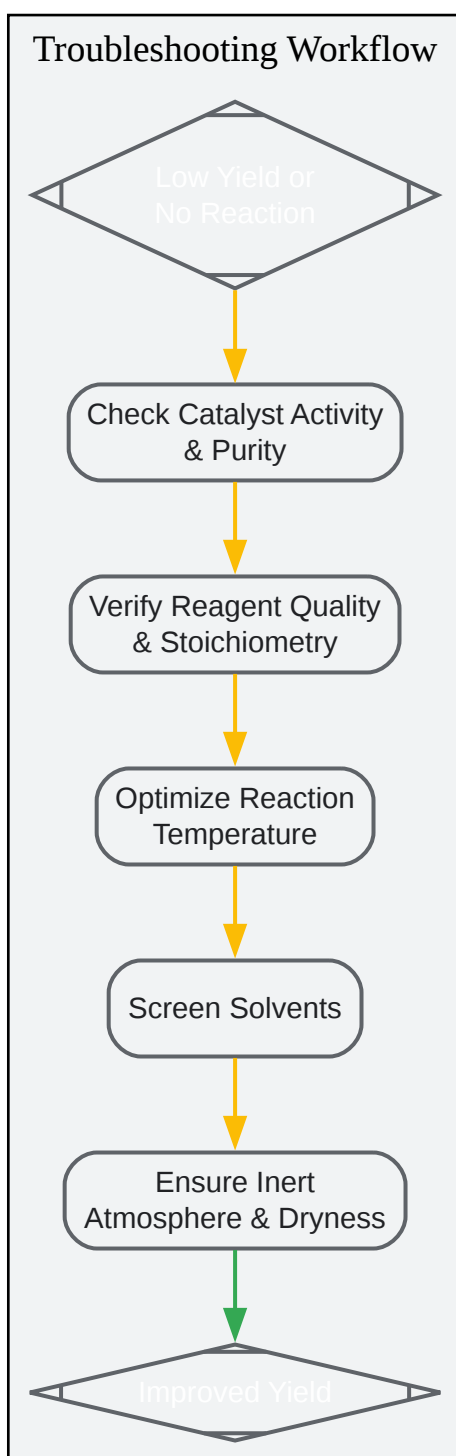 Troubleshooting Workflow
Low Yield or
No Reaction
Check Catalyst Activity
& Purity
Verify Reagent Quality
& Stoichiometry
Optimize Reaction
Temperature
Screen Solvents
Ensure Inert
Atmosphere & Dryness
Improved Yield